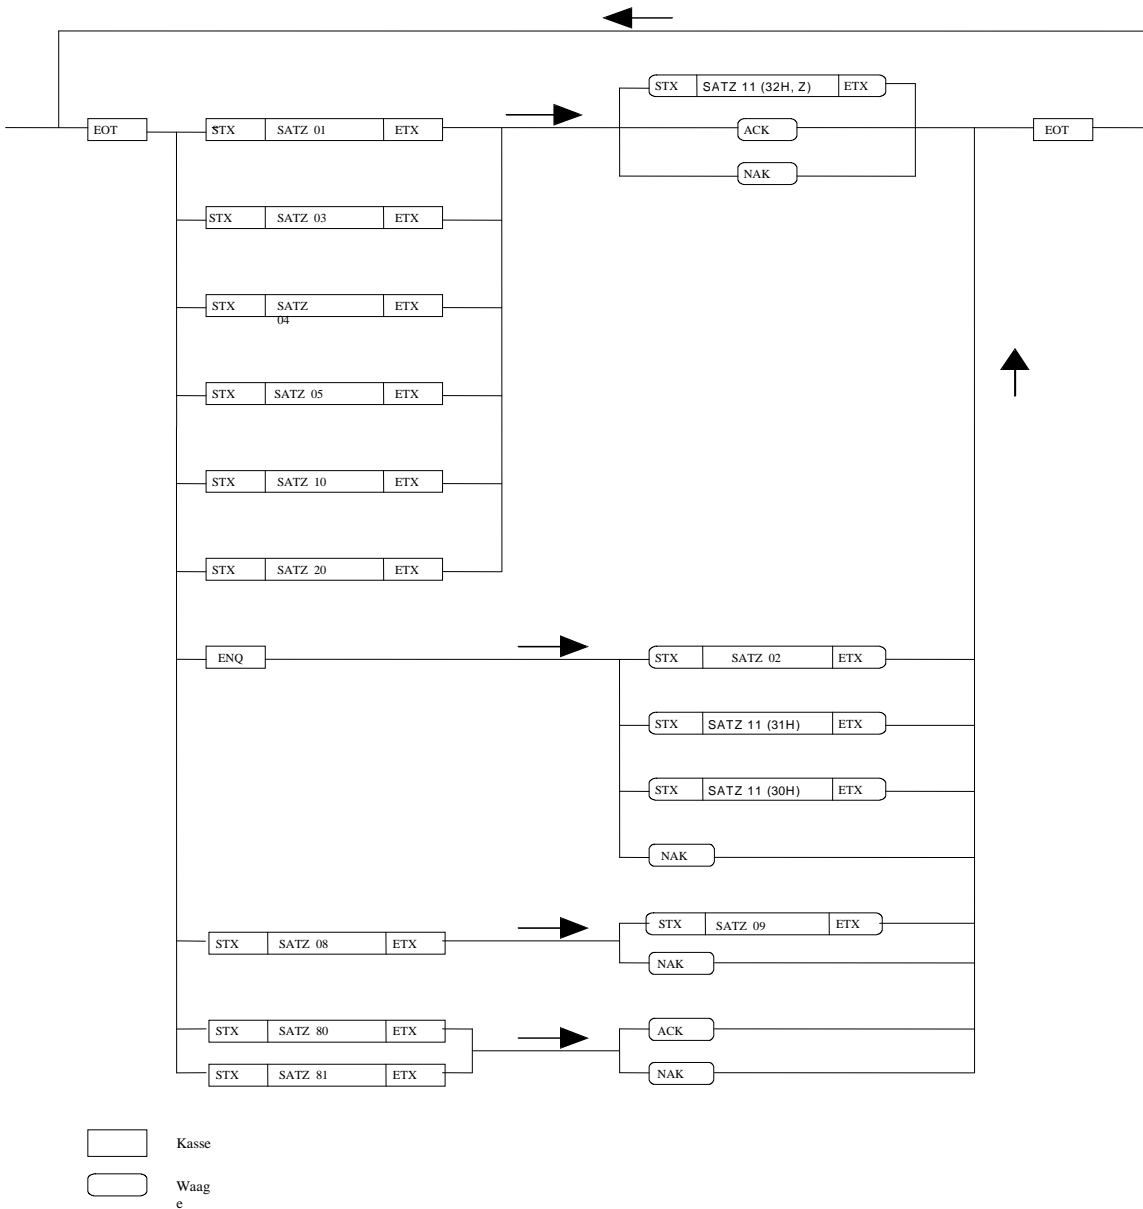 STX SATZ 11 (32H, Z) ETX
EOT STX SATZ 01 ETX ACK EOT
NAK
STX SATZ 03 ETX
STX SATZ 04 ETX
STX SATZ 05 ETX
STX SATZ 10 ETX
STX SATZ 20 ETX
ENQ STX SATZ 02 ETX
STX SATZ 11 (31H) ETX
STX SATZ 11 (30H) ETX
NAK
STX SATZ 09 ETX
STX SATZ 08 ETX
NAK
STX SATZ 80 ETX ACK
STX SATZ 81 ETX NAK
Kasse
Waag
e